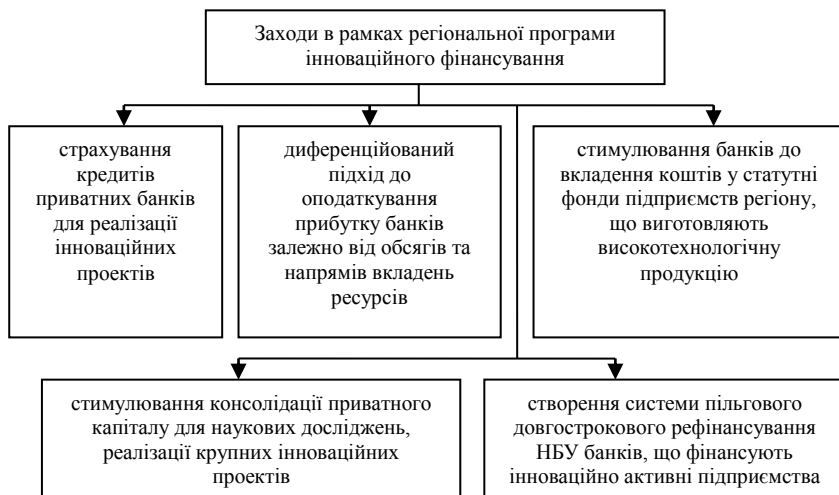 Заходи в рамках регіональної програми
інноваційного фінансування
страхування
кредитів
приватних банків
для реалізації
інноваційних
проектів
диференційований
підхід до
оподаткування
прибутку банків
залежно від обсягів та
напрямів вкладень
ресурсів
стимулювання банків до
вкладення коштів у статутні
фонди підприємств регіону,
що виготовляють
високотехнологічну
продукцію
стимулювання консолідації приватного
капіталу для наукових досліджень,
реалізації крупних інноваційних
проектів
створення системи пільгового
довгострокового рефінансування
НБУ банків, що фінансують
інноваційно активні підприємства